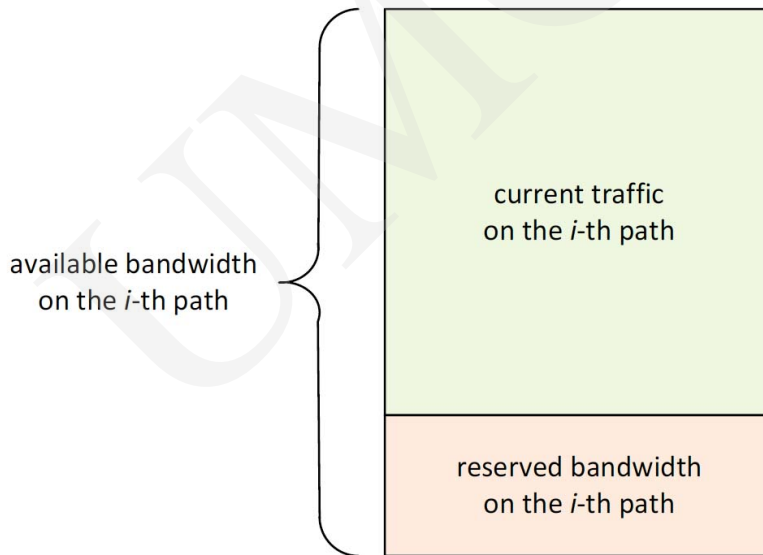 current traffic
on the i-th path
available bandwidth
on the i-th path
reserved bandwidth
on the i-th path